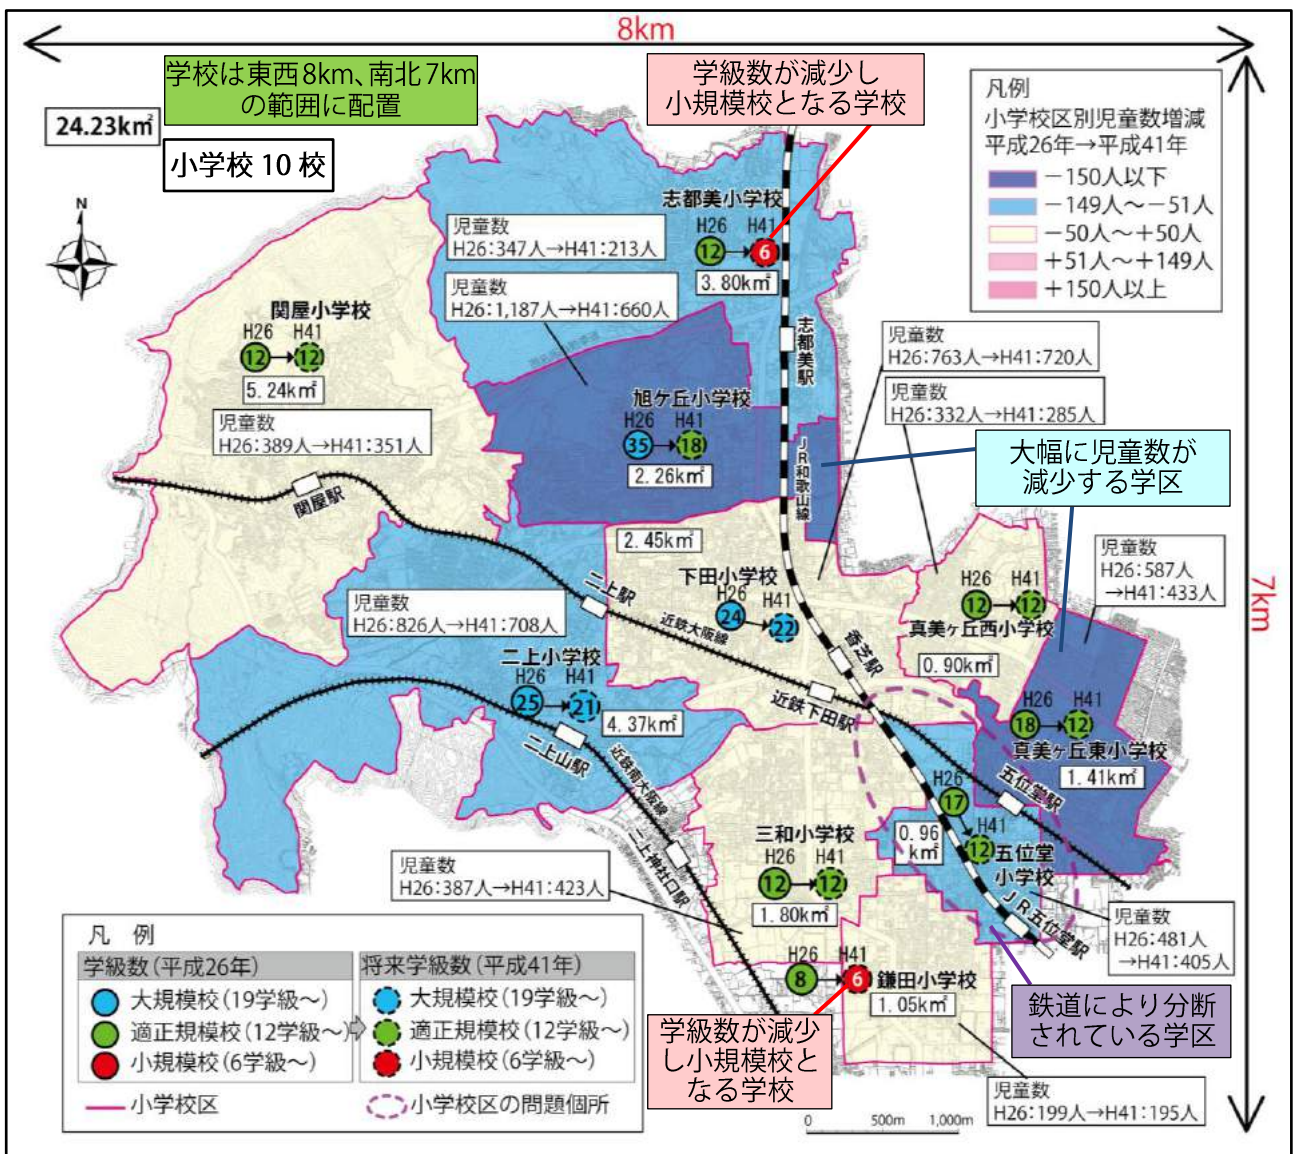 8km
学校は東西8km、南北7km
の範囲に配置
学級数が減少し
小規模校となる学校
24.23km²
小学校 10 校
N
凡例
小学校区別児童数増減
平成26年→平成41年
－150人以下
－149人～－51人
－50人～＋50人
＋51人～＋149人
＋150人以上
志都美小学校
H26 H41
12 6
3.80km²
児童数
H26:347人→H41:213人
児童数
H26:1,187人→H41:660人
関屋小学校
H26 H41
12 12
5.24km²
児童数
H26:389人→H41:351人
志都美駅
児童数
H26:763人→H41:720人
児童数
H26:332人→H41:285人
旭ケ丘小学校
H26 H41
35 18
2.26km²
JR和歌山線
大幅に児童数が
減少する学区
関屋駅
2.45km²
下田小学校
H26 H41
24 22
児童数
H26:587人
→H41:433人
7km
H26 H41
12 12
真美ヶ丘西小学校
0.90km²
二上駅
近鉄大阪線
香芝駅
近鉄下田駅
児童数
H26:826人→H41:708人
二上小学校
H26 H41
25 21
4.37km²
二上山駅
近鉄南大阪線
二上神社口駅
H26 H41
18 12
真美ヶ丘東小学校
1.41km²
五位堂駅
H26
17
H41
12
0.96
km²
五位堂
小学校
JR五位堂駅
三和小学校
H26 H41
12 12
1.80km²
児童数
H26:387人→H41:423人
児童数
H26:481人
→H41:405人
H26 H41
8 6
鎌田小学校
1.05km²
鉄道により分断
されている学区
学級数が減少
し小規模校と
なる学校
児童数
H26:199人→H41:195人
凡　例
学級数（平成26年）
将来学級数（平成41年）
大規模校（19学級～）
大規模校（19学級～）
適正規模校（12学級～）
適正規模校（12学級～）
小規模校（6学級～）
小規模校（6学級～）
小学校区
小学校区の問題個所
0 500m 1,000m